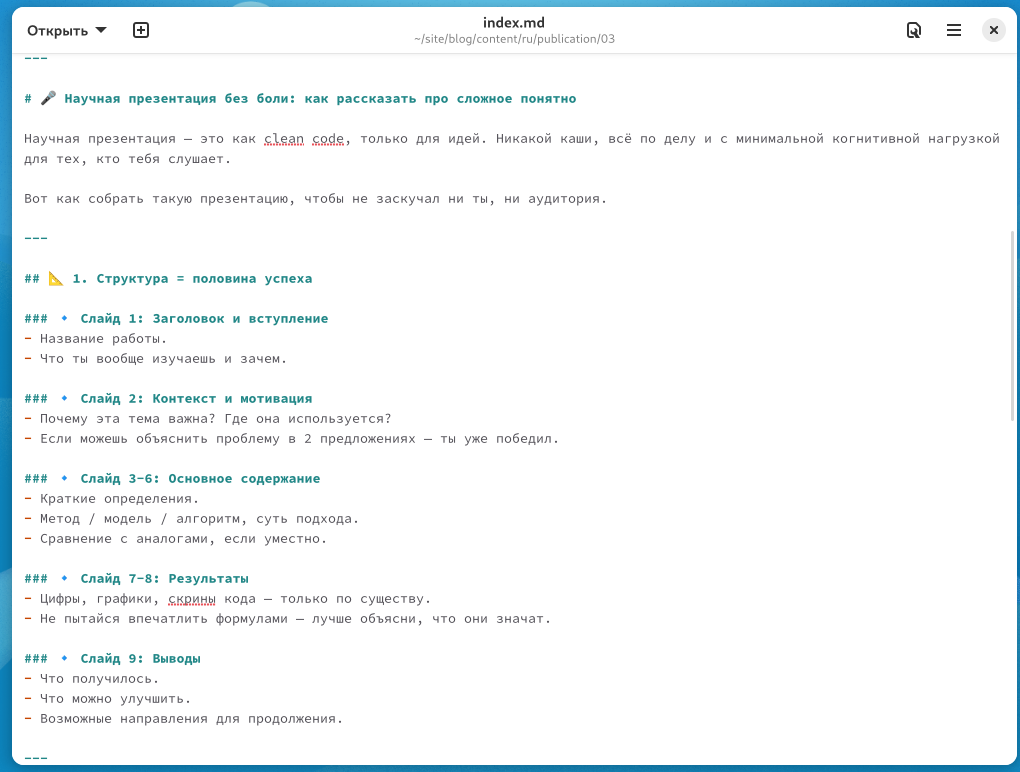 Открыть
index.md
~/site/blog/content/ru/publication/03
---
# 🎤 Научная презентация без боли: как рассказать про сложное понятно
Научная презентация — это как clean code, только для идей. Никакой каши, всё по делу и с минимальной когнитивной нагрузкой
для тех, кто тебя слушает.
Вот как собрать такую презентацию, чтобы не заскучал ни ты, ни аудитория.
---
## 📐 1. Структура = половина успеха
### 🔹 Слайд 1: Заголовок и вступление
- Название работы.
- Что ты вообще изучаешь и зачем.
### 🔹 Слайд 2: Контекст и мотивация
- Почему эта тема важна? Где она используется?
- Если можешь объяснить проблему в 2 предложениях — ты уже победил.
### 🔹 Слайд 3-6: Основное содержание
- Краткие определения.
- Метод / модель / алгоритм, суть подхода.
- Сравнение с аналогами, если уместно.
### 🔹 Слайд 7-8: Результаты
- Цифры, графики, скрины кода — только по существу.
- Не пытайся впечатлить формулами — лучше объясни, что они значат.
### 🔹 Слайд 9: Выводы
- Что получилось.
- Что можно улучшить.
- Возможные направления для продолжения.
---